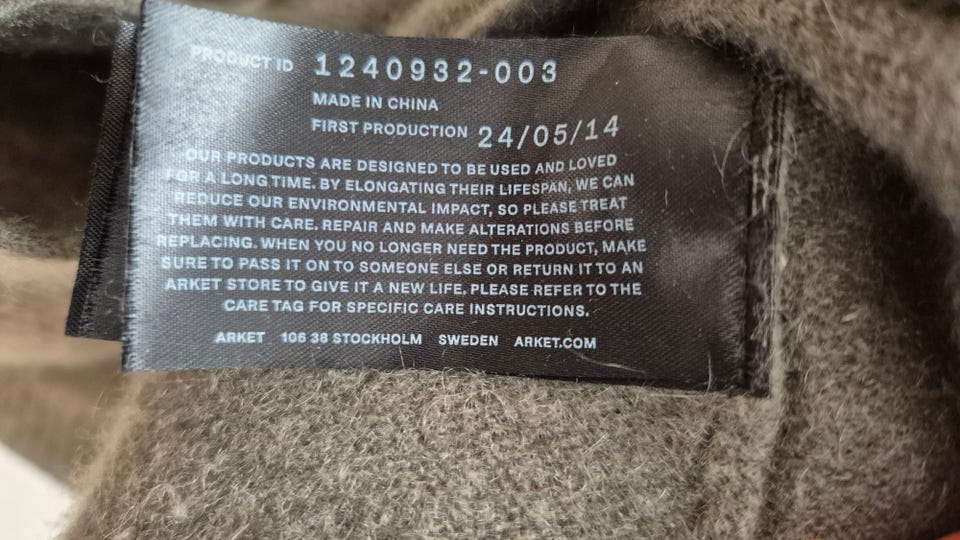 PRODUCT ID 1240932-003
MADE IN CHINA
FIRST PRODUCTION 24/05/14
OUR PRODUCTS ARE DESIGNED TO BE USED AND LOVED
FOR A LONG TIME. BY ELONGATING THEIR LIFESPAN, WE CAN
REDUCE OUR ENVIRONMENTAL IMPACT, SO PLEASE TREAT
THEM WITH CARE. REPAIR AND MAKE ALTERATIONS BEFORE
REPLACING. WHEN YOU NO LONGER NEED THE PRODUCT, MAKE
SURE TO PASS IT ON TO SOMEONE ELSE OR RETURN IT TO AN
ARKET STORE TO GIVE IT A NEW LIFE. PLEASE REFER TO THE
CARE TAG FOR SPECIFIC CARE INSTRUCTIONS.
ARKET 106 38 STOCKHOLM SWEDEN ARKET.COM